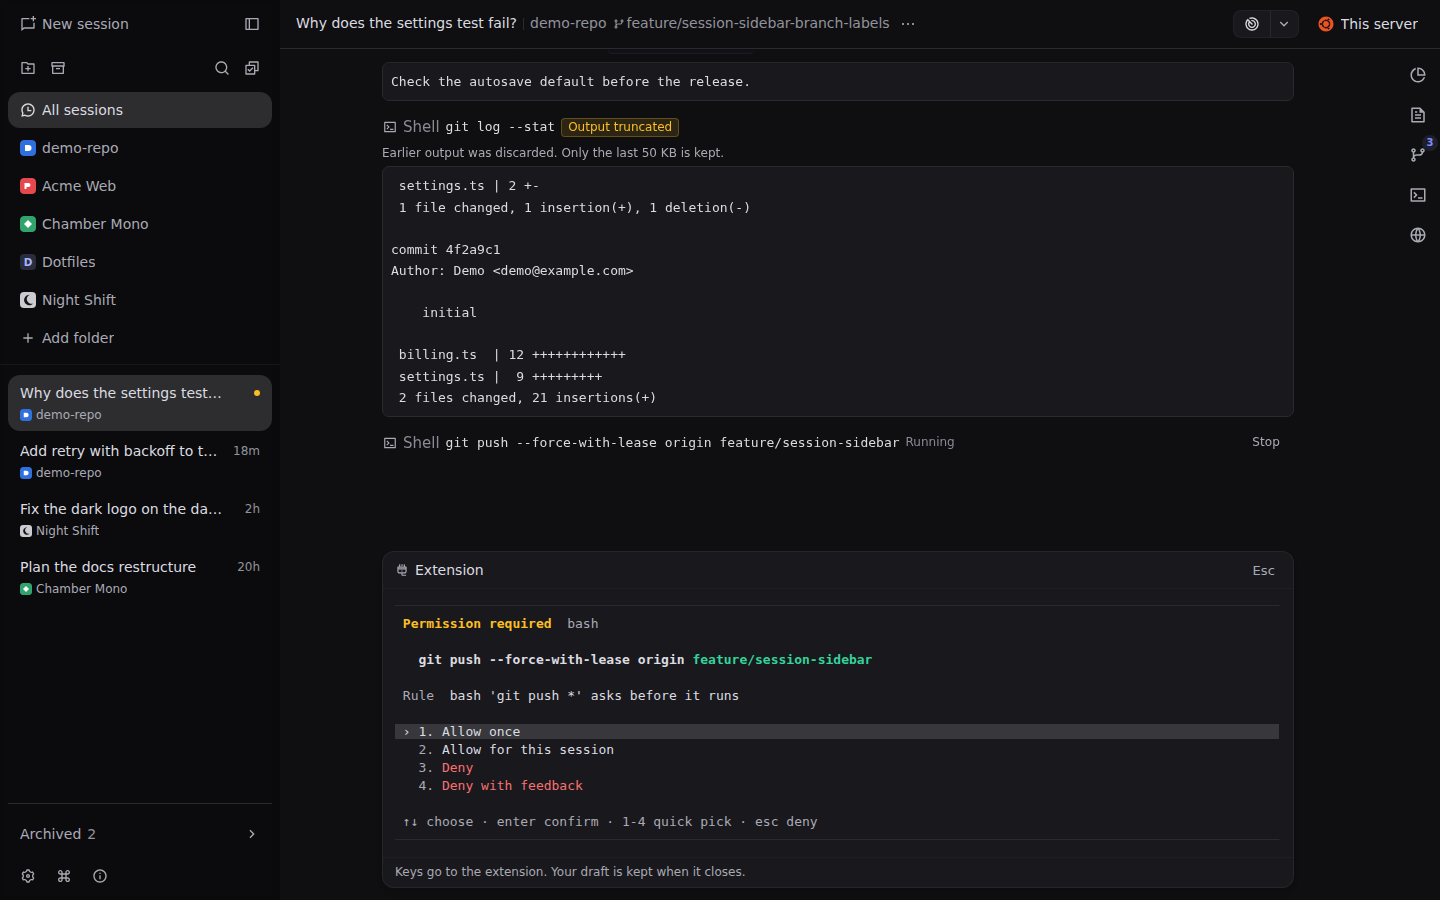 New session
Why does the settings test fail? demo-repo feature/session-sidebar-branch-labels ...
This server
All sessions
demo-repo
Acme Web
Chamber Mono
D Dotfiles
Night Shift
Add folder
Why does the settings test...
demo-repo
Add retry with backoff to t... 18m
demo-repo
Fix the dark logo on the da... 2h
Night Shift
Plan the docs restructure 20h
Chamber Mono
Archived 2
Check the autosave default before the release.
Shell git log --stat Output truncated
Earlier output was discarded. Only the last 50 KB is kept.
settings.ts | 2 +-
1 file changed, 1 insertion(+), 1 deletion(-)
commit 4f2a9c1
Author: Demo <demo@example.com>
initial
billing.ts  | 12 ++++++++++++
settings.ts |  9 +++++++++
2 files changed, 21 insertions(+)
Shell git push --force-with-lease origin feature/session-sidebar Running Stop
Extension Esc
Permission required bash
git push --force-with-lease origin feature/session-sidebar
Rule bash 'git push *' asks before it runs
› 1. Allow once
2. Allow for this session
3. Deny
4. Deny with feedback
↑↓ choose · enter confirm · 1-4 quick pick · esc deny
Keys go to the extension. Your draft is kept when it closes.
3